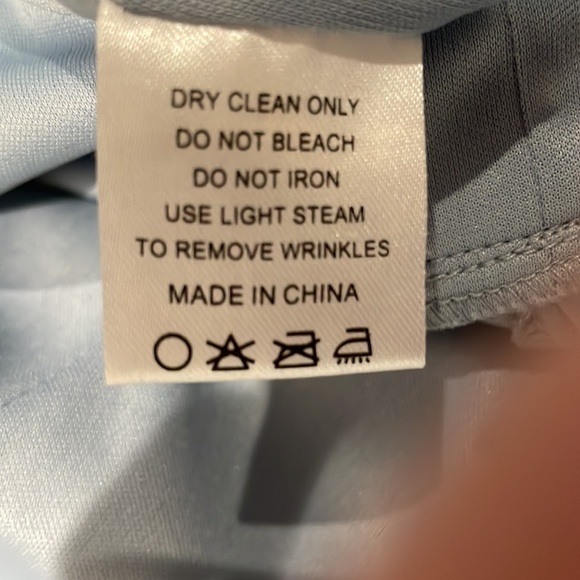 DRY CLEAN ONLY
DO NOT BLEACH
DO NOT IRON
USE LIGHT STEAM
TO REMOVE WRINKLES
MADE IN CHINA